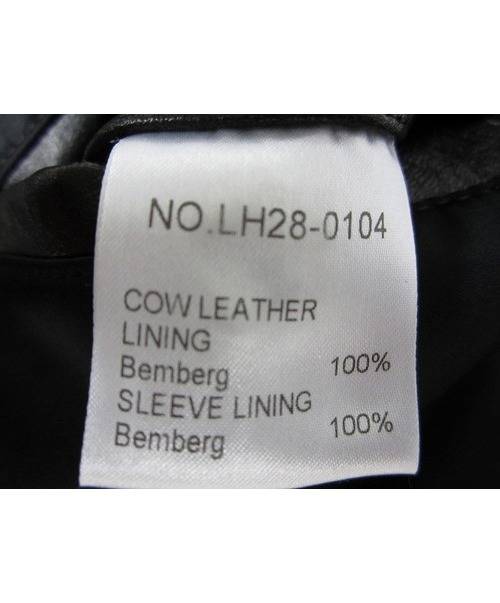 NO.LH28-0104
COW LEATHER
LINING
Bemberg 100%
SLEEVE LINING
Bemberg 100%